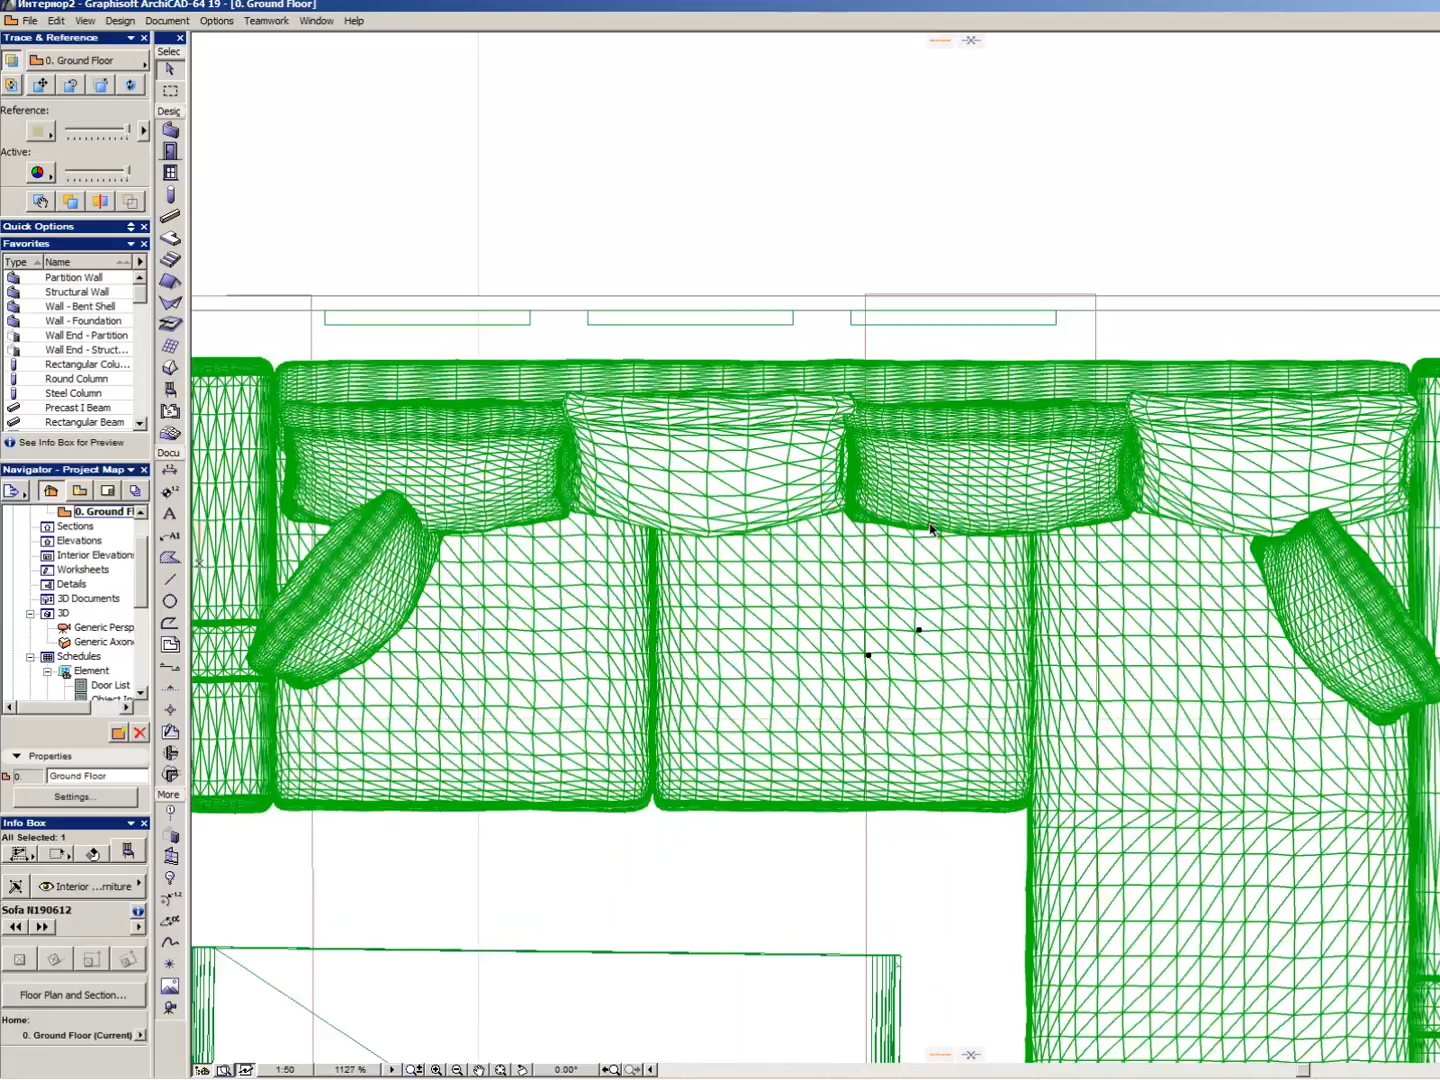 Интериор2 - Graphisoft ArchiCAD-64 19 - [0. Ground Floor]
File Edit View Design Document Options Teamwork Window Help
Trace & Reference
Selec
0. Ground Floor
Desig
Reference:
Active:
Quick Options
Favorites
Type Name
Partition Wall
Structural Wall
Wall - Bent Shell
Wall - Foundation
Wall End - Partition
Wall End - Struct...
Rectangular Colu...
Round Column
Steel Column
Precast I Beam
Rectangular Beam
See Info Box for Preview
Docu
Navigator - Project Map
0. Ground Fl
Sections
Elevations
Interior Elevation
Worksheets
Details
3D Documents
3D
Generic Persp
Generic Axon
Schedules
Element
Door List
Object In
Properties
0. Ground Floor
Settings...
More
Info Box
All Selected: 1
Interior ...rniture
Sofa N190612
Floor Plan and Section...
Home:
0. Ground Floor (Current)
1:50 1127 % 0.00°